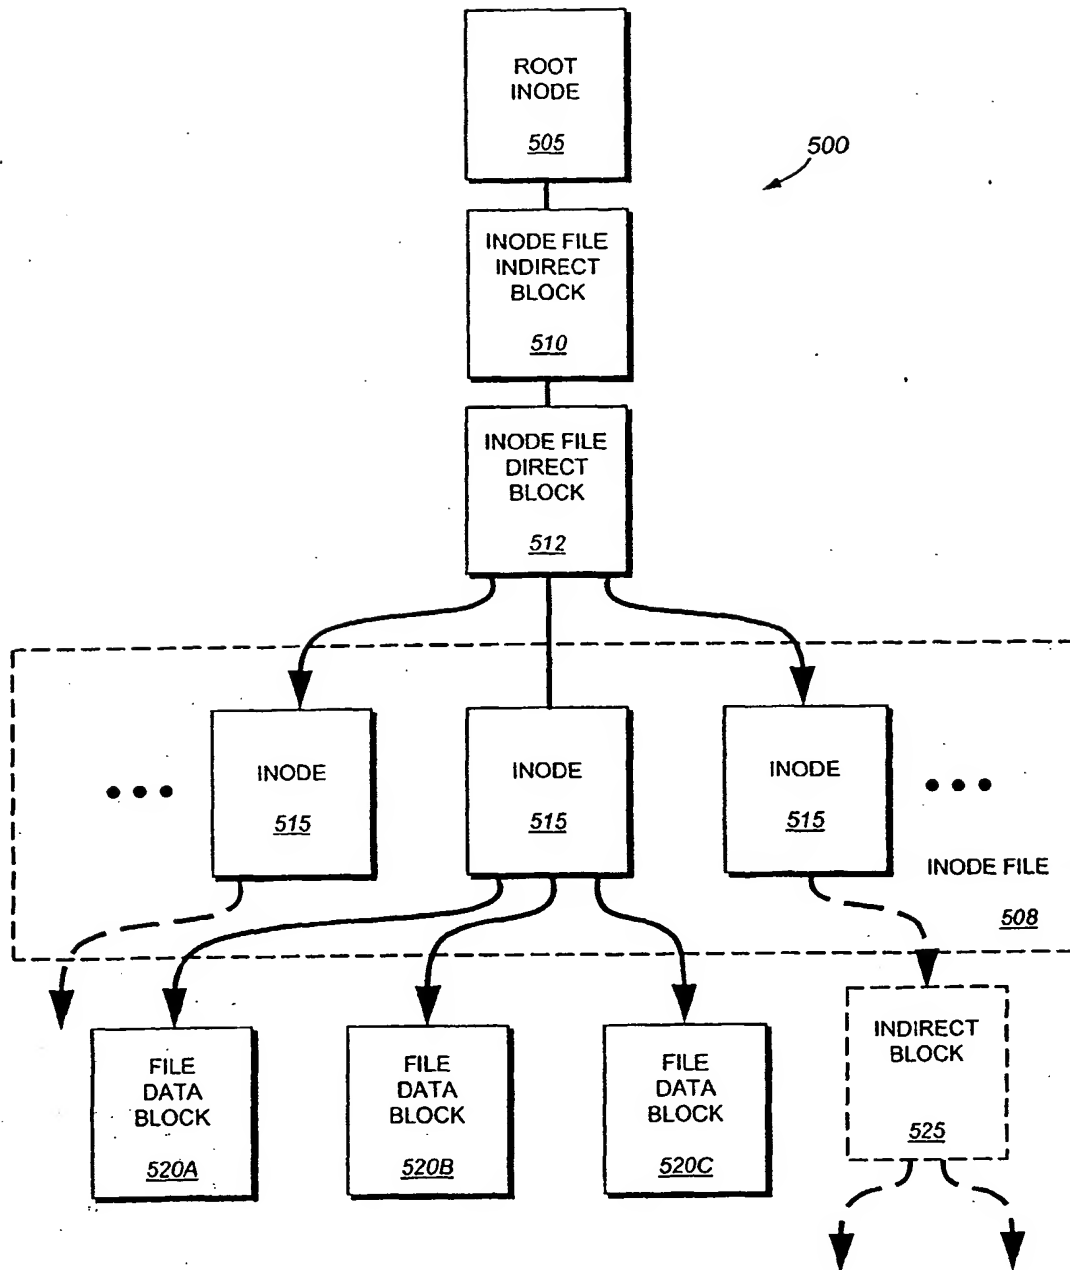 ROOT
INODE
505
500
INODE FILE
INDIRECT
BLOCK
510
INODE FILE
DIRECT
BLOCK
512
INODE
515
INODE
515
INODE
515
INODE FILE
508
FILE
DATA
BLOCK
520A
FILE
DATA
BLOCK
520B
FILE
DATA
BLOCK
520C
INDIRECT
BLOCK
525